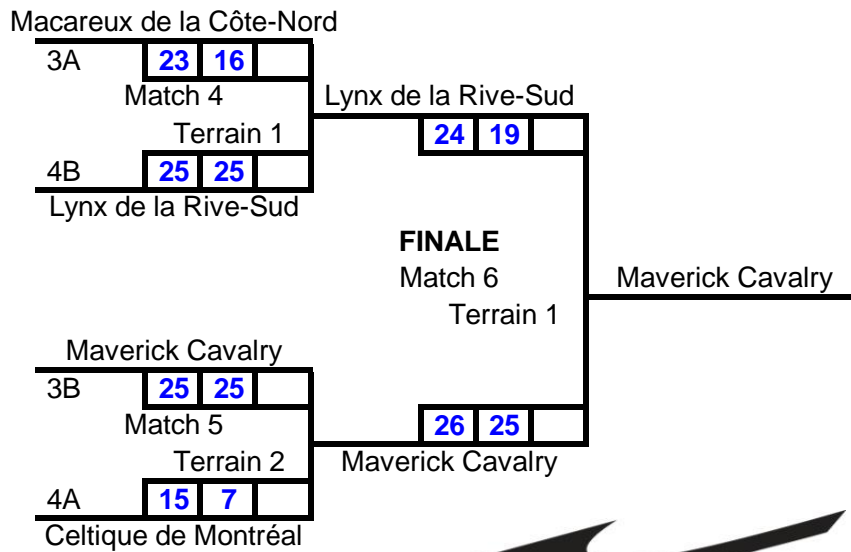 Macareux de la Côte-Nord
3A 23 16
Match 4 Lynx de la Rive-Sud
Terrain 1 24 19
4B 25 25
Lynx de la Rive-Sud
FINALE
Match 6 Maverick Cavalry
Terrain 1
Maverick Cavalry
3B 25 25
Match 5 26 25
Terrain 2 Maverick Cavalry
4A 15 7
Celtique de Montréal